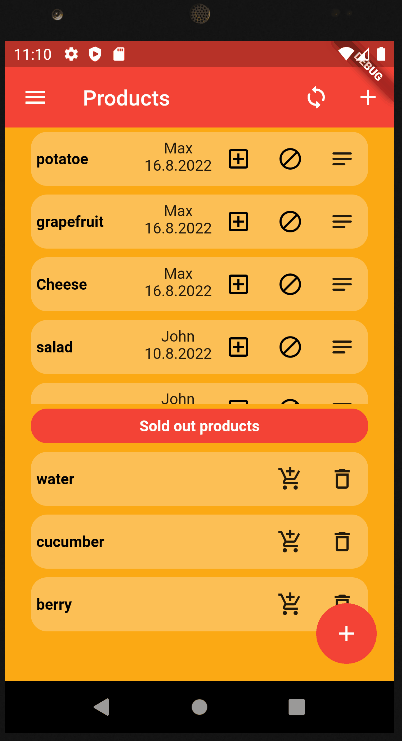 11:10
DEBUG
Products
potatoe
Max
16.8.2022
grapefruit
Max
16.8.2022
Cheese
Max
16.8.2022
salad
John
10.8.2022
John
Sold out products
water
cucumber
berry